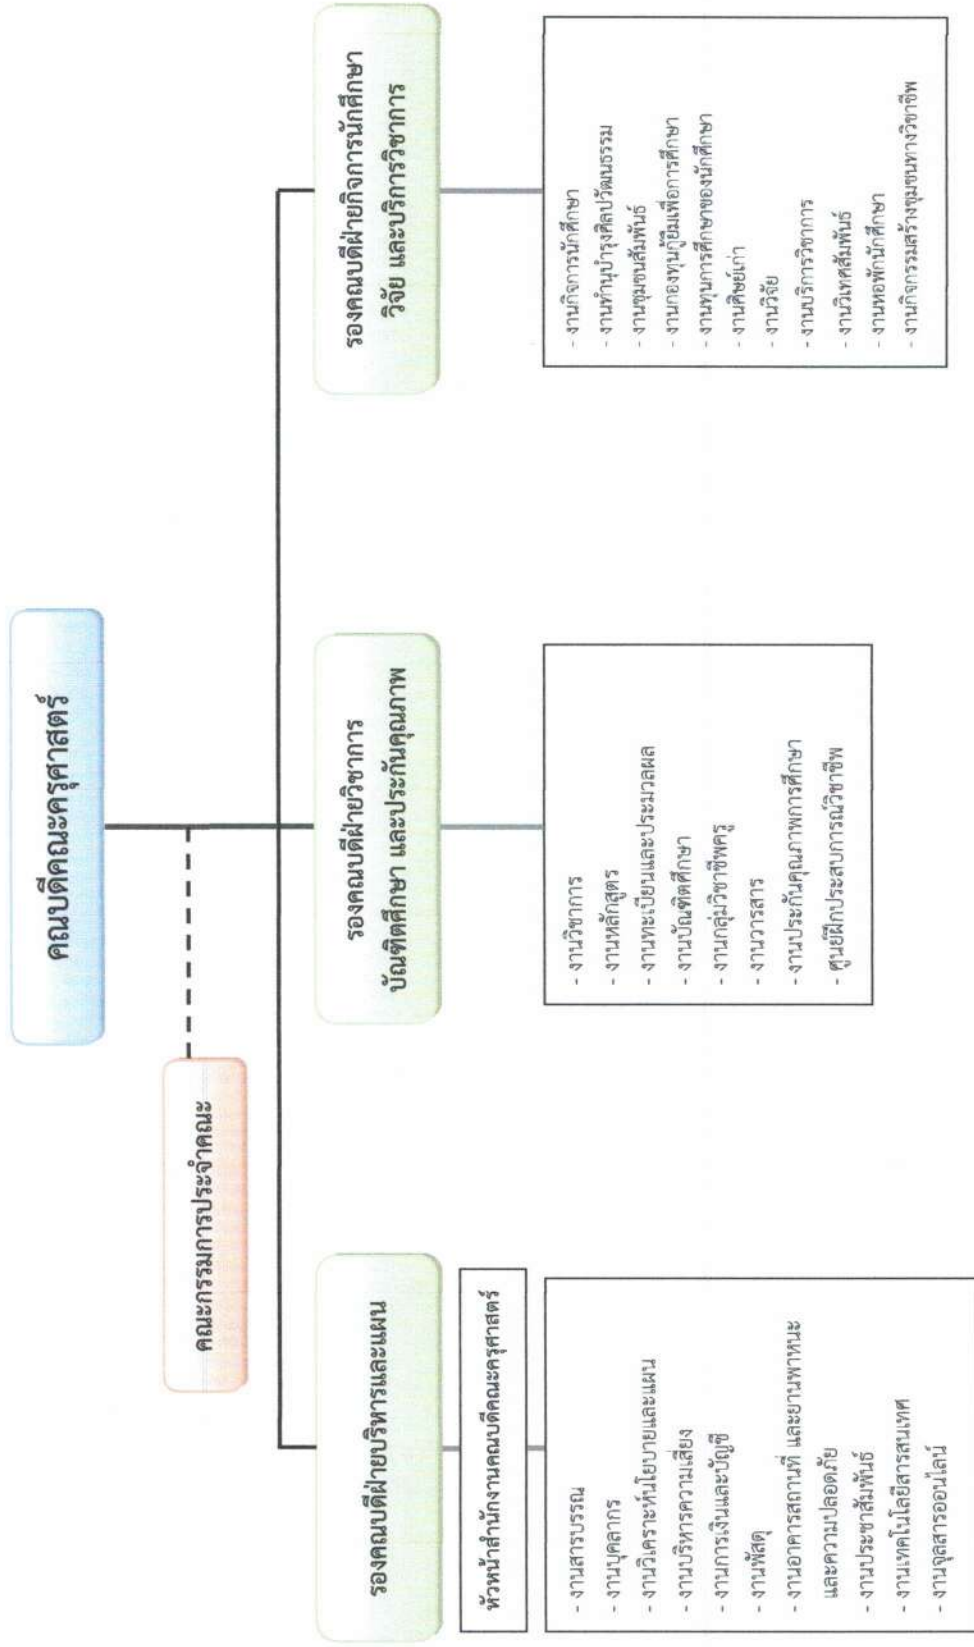 คณบดีคณะครุศาสตร์
คณะกรรมการประจำคณะ
รองคณบดีฝ่ายบริหารและแผน
หัวหน้าสำนักงานคณบดีคณะครุศาสตร์
- งานสารบรรณ
- งานบุคลากร
- งานวิเคราะห์นโยบายและแผน
- งานบริหารความเสี่ยง
- งานการเงินและบัญชี
- งานพัสดุ
- งานอาคารสถานที่ และยานพาหนะ
และความปลอดภัย
- งานประชาสัมพันธ์
- งานเทคโนโลยีสารสนเทศ
- งานจุลสารออนไลน์
รองคณบดีฝ่ายวิชาการ
บัณฑิตศึกษา และประกันคุณภาพ
- งานวิชาการ
- งานหลักสูตร
- งานทะเบียนและประมวลผล
- งานบัณฑิตศึกษา
- งานกลุ่มวิชาชีพครู
- งานวารสาร
- งานประกันคุณภาพการศึกษา
- ศูนย์ฝึกประสบการณ์วิชาชีพ
รองคณบดีฝ่ายกิจการนักศึกษา
วิจัย และบริการวิชาการ
- งานกิจการนักศึกษา
- งานทำนุบำรุงศิลปวัฒนธรรม
- งานชุมชนสัมพันธ์
- งานกองทุนกู้ยืมเพื่อการศึกษา
- งานทุนการศึกษาของนักศึกษา
- งานศิษย์เก่า
- งานวิจัย
- งานบริการวิชาการ
- งานวิเทศสัมพันธ์
- งานหอพักนักศึกษา
- งานกิจกรรมสร้างชุมชนทางวิชาชีพ